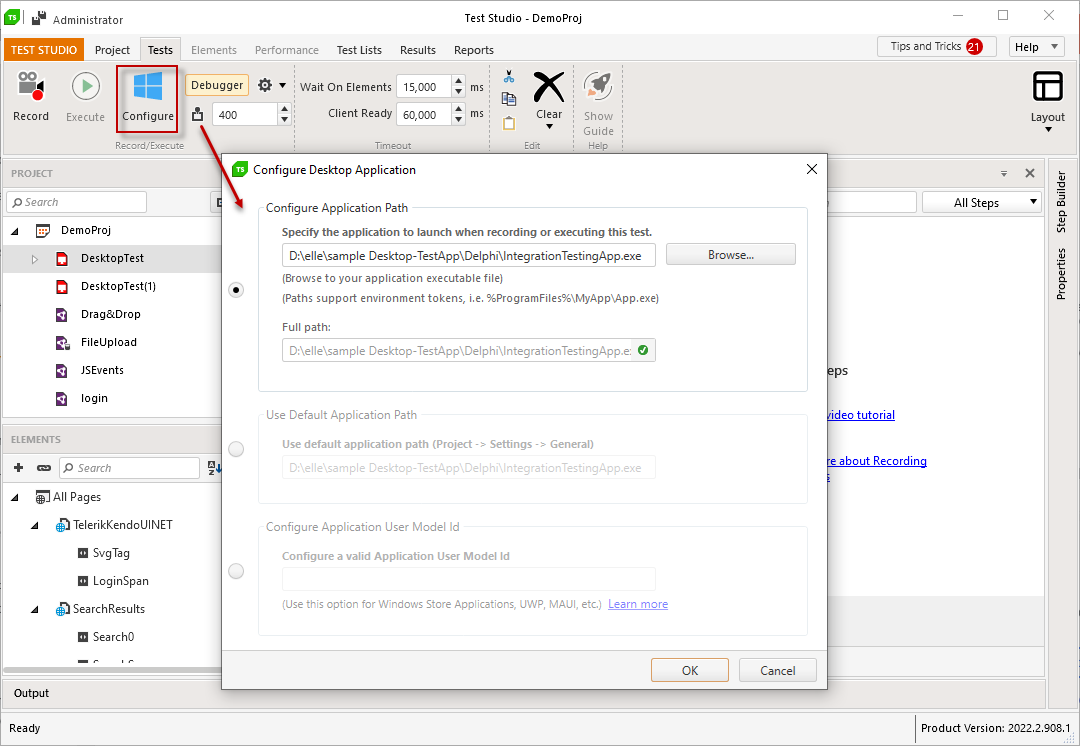 TS
Administrator
Test Studio - DemoProj
TEST STUDIO
Project
Tests
Elements
Performance
Test Lists
Results
Reports
Tips and Tricks 21
Help
Record
Execute
Configure
Debugger
400
Record/Execute
Wait On Elements 15,000 ms
Client Ready 60,000 ms
Timeout
Clear
Edit
Show
Guide
Help
Layout
PROJECT
Search
DemoProj
DesktopTest
DesktopTest(1)
Drag&Drop
FileUpload
JSEvents
login
ELEMENTS
Search
All Pages
TelerikKendoUINET
SvgTag
LoginSpan
SearchResults
Search0
TS
Configure Desktop Application
Configure Application Path
Specify the application to launch when recording or executing this test.
D:\elle\sample Desktop-TestApp\Delphi\IntegrationTestingApp.exe
Browse...
(Browse to your application executable file)
(Paths support environment tokens, i.e. %ProgramFiles%\MyApp\App.exe)
Full path:
D:\elle\sample Desktop-TestApp\Delphi\IntegrationTestingApp.e
Use Default Application Path
Use default application path (Project -> Settings -> General)
D:\elle\sample Desktop-TestApp\Delphi\IntegrationTestingApp.exe
Configure Application User Model Id
Configure a valid Application User Model Id
(Use this option for Windows Store Applications, UWP, MAUI, etc.) Learn more
OK
Cancel
All Steps
eps
video tutorial
re about Recording
s
Step Builder
Properties
Output
Ready
Product Version: 2022.2.908.1